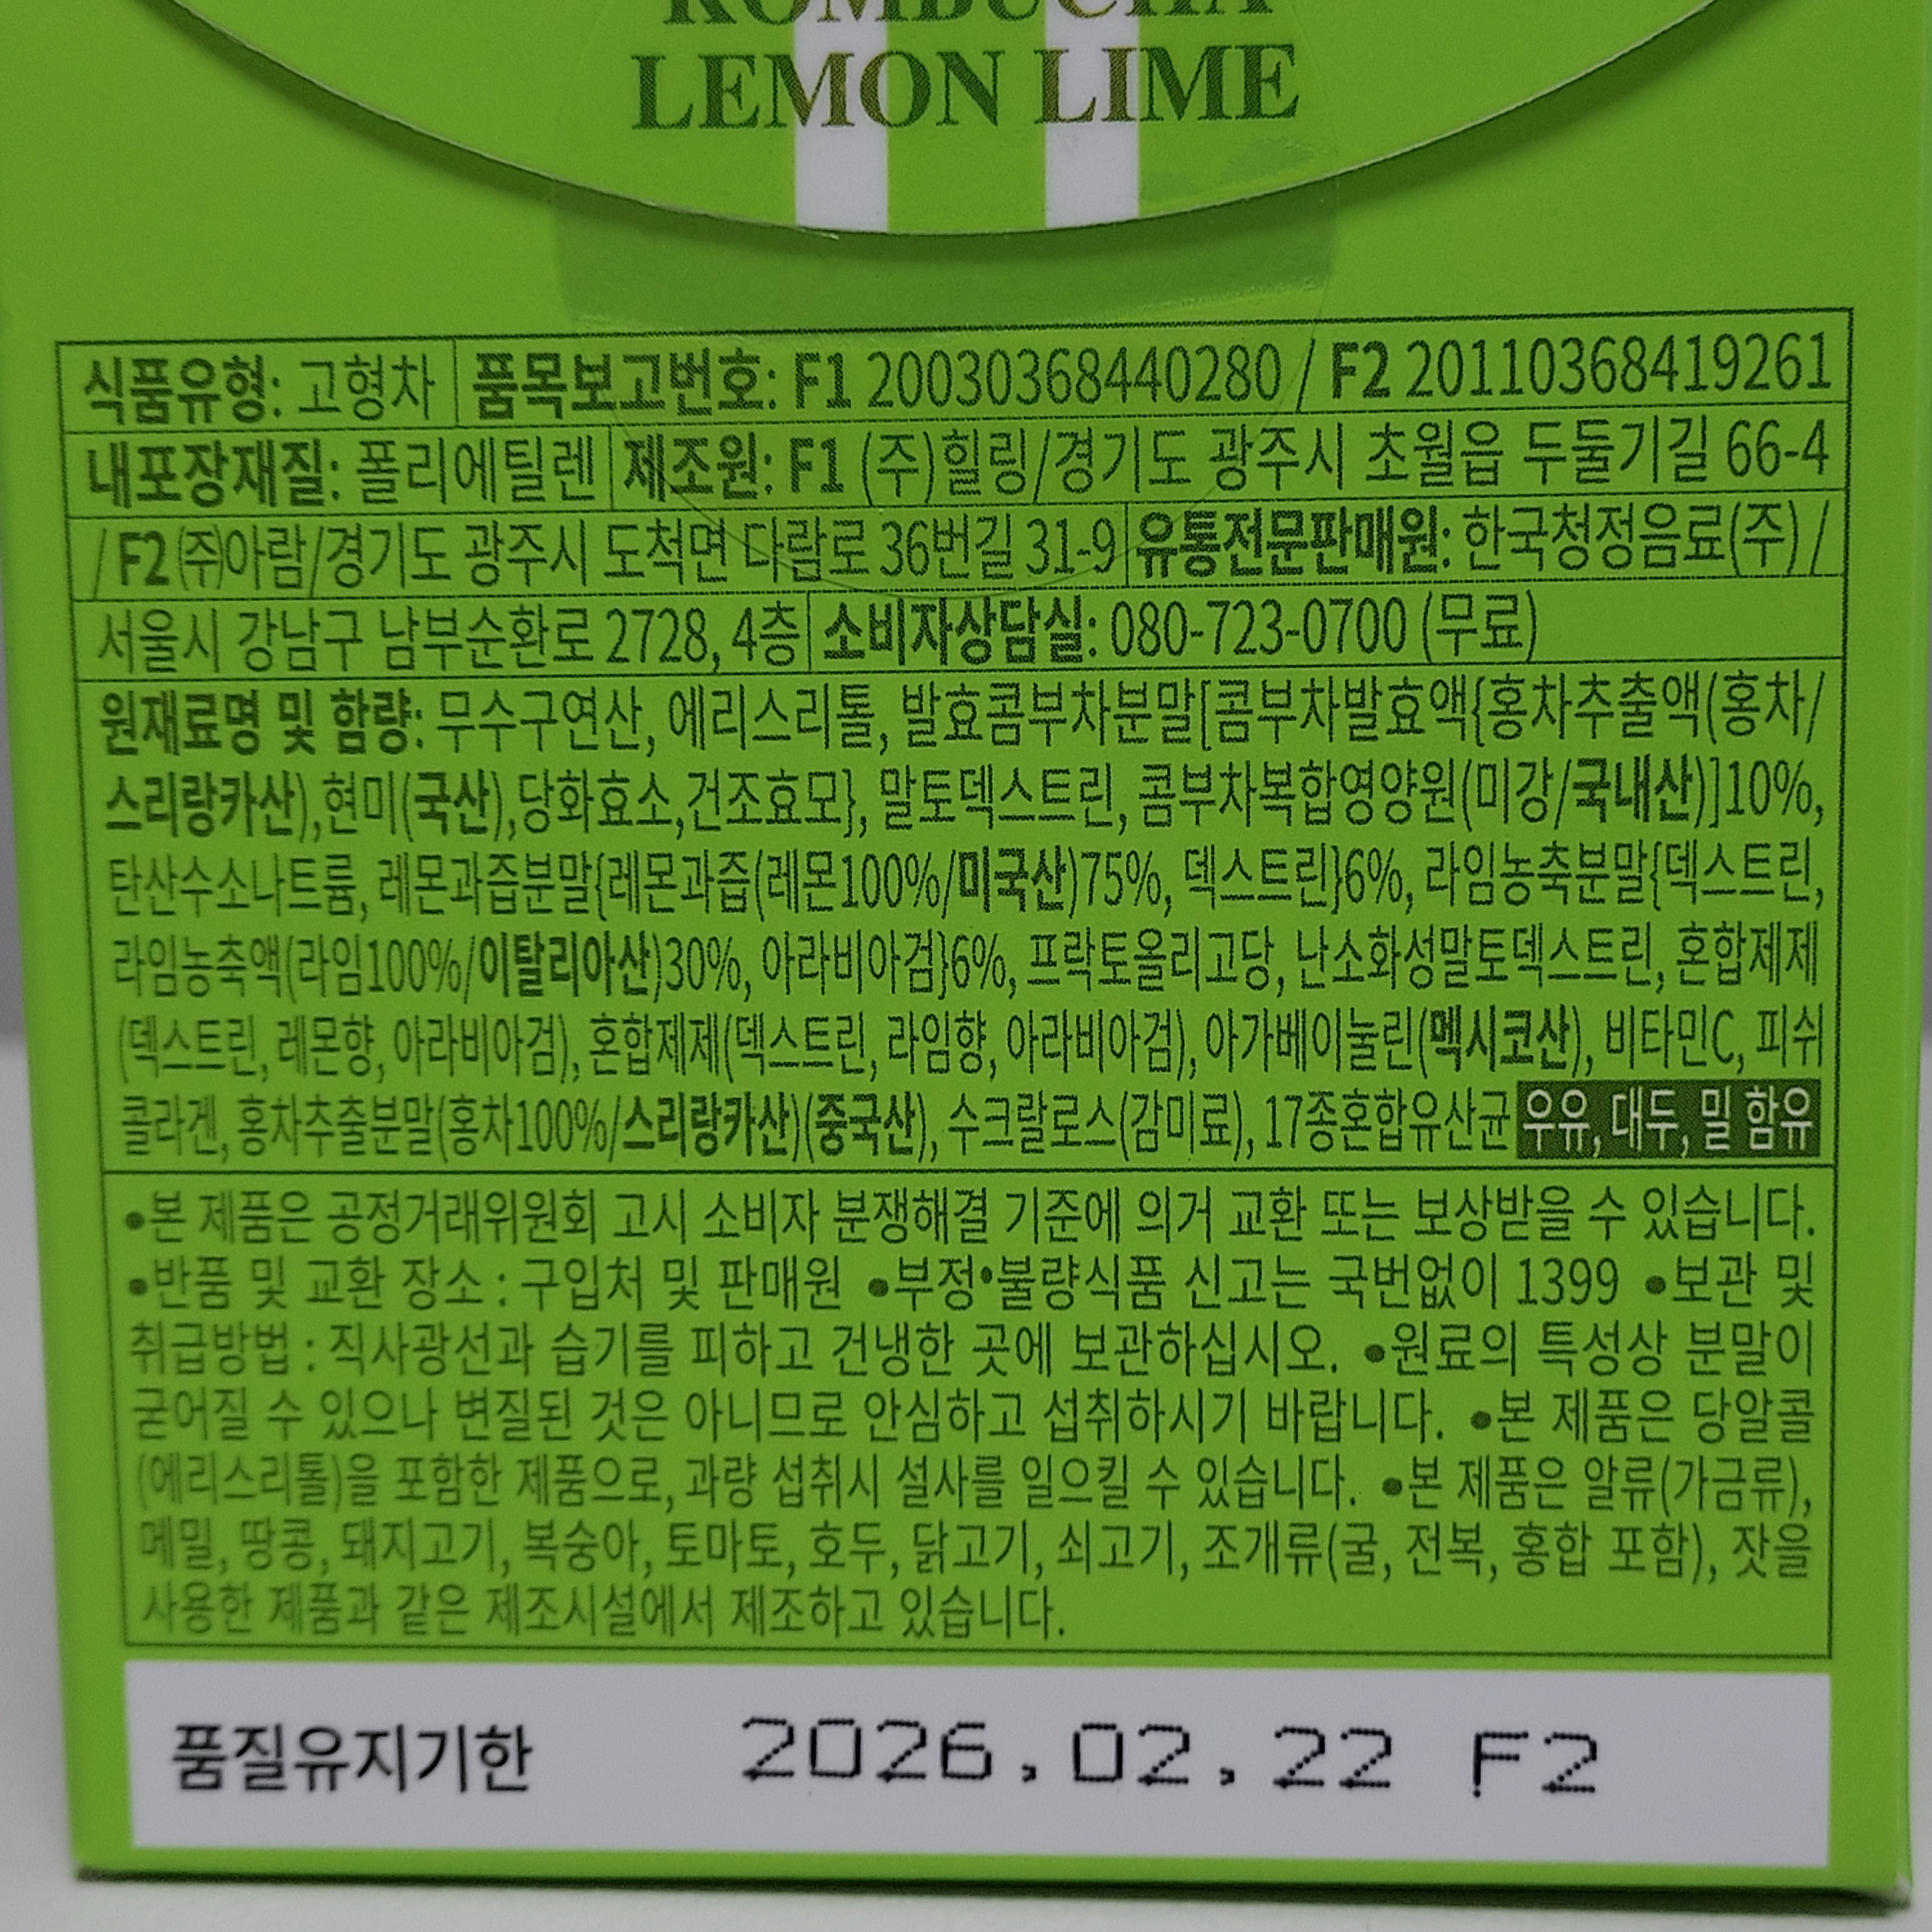 KOMBUCHA
LEMON LIME
식품유형: 고형차 품목보고번호: F1 20030368440280 / F2 20110368419261
내포장재질: 폴리에틸렌 제조원: F1 (주)힐링/경기도 광주시 초월읍 두둘기길 66-4
/ F2 ㈜아람/경기도 광주시 도척면 다람로 36번길 31-9 유통전문판매원: 한국청정음료(주) /
서울시 강남구 남부순환로 2728, 4층 소비자상담실: 080-723-0700 (무료)
원재료명 및 함량: 무수구연산, 에리스리톨, 발효콤부차분말[콤부차발효액{홍차추출액(홍차/
스리랑카산),현미(국산),당화효소,건조효모}, 말토덱스트린, 콤부차복합영양원(미강/국내산)]10%,
탄산수소나트륨, 레몬과즙분말{레몬과즙(레몬100%/미국산)75%, 덱스트린}6%, 라임농축분말{덱스트린,
라임농축액(라임100%/이탈리아산)30%, 아라비아검}6%, 프락토올리고당, 난소화성말토덱스트린, 혼합제제
(덱스트린, 레몬향, 아라비아검), 혼합제제(덱스트린, 라임향, 아라비아검), 아가베이눌린(멕시코산), 비타민C, 피쉬
콜라겐, 홍차추출분말(홍차100%/스리랑카산)(중국산), 수크랄로스(감미료), 17종혼합유산균 우유, 대두, 밀 함유
•본 제품은 공정거래위원회 고시 소비자 분쟁해결 기준에 의거 교환 또는 보상받을 수 있습니다.
•반품 및 교환 장소 : 구입처 및 판매원 •부정•불량식품 신고는 국번없이 1399 •보관 및
취급방법 : 직사광선과 습기를 피하고 건냉한 곳에 보관하십시오. •원료의 특성상 분말이
굳어질 수 있으나 변질된 것은 아니므로 안심하고 섭취하시기 바랍니다. •본 제품은 당알콜
(에리스리톨)을 포함한 제품으로, 과량 섭취시 설사를 일으킬 수 있습니다. •본 제품은 알류(가금류),
메밀, 땅콩, 돼지고기, 복숭아, 토마토, 호두, 닭고기, 쇠고기, 조개류(굴, 전복, 홍합 포함), 잣을
사용한 제품과 같은 제조시설에서 제조하고 있습니다.
품질유지기한 2026.02.22 F2